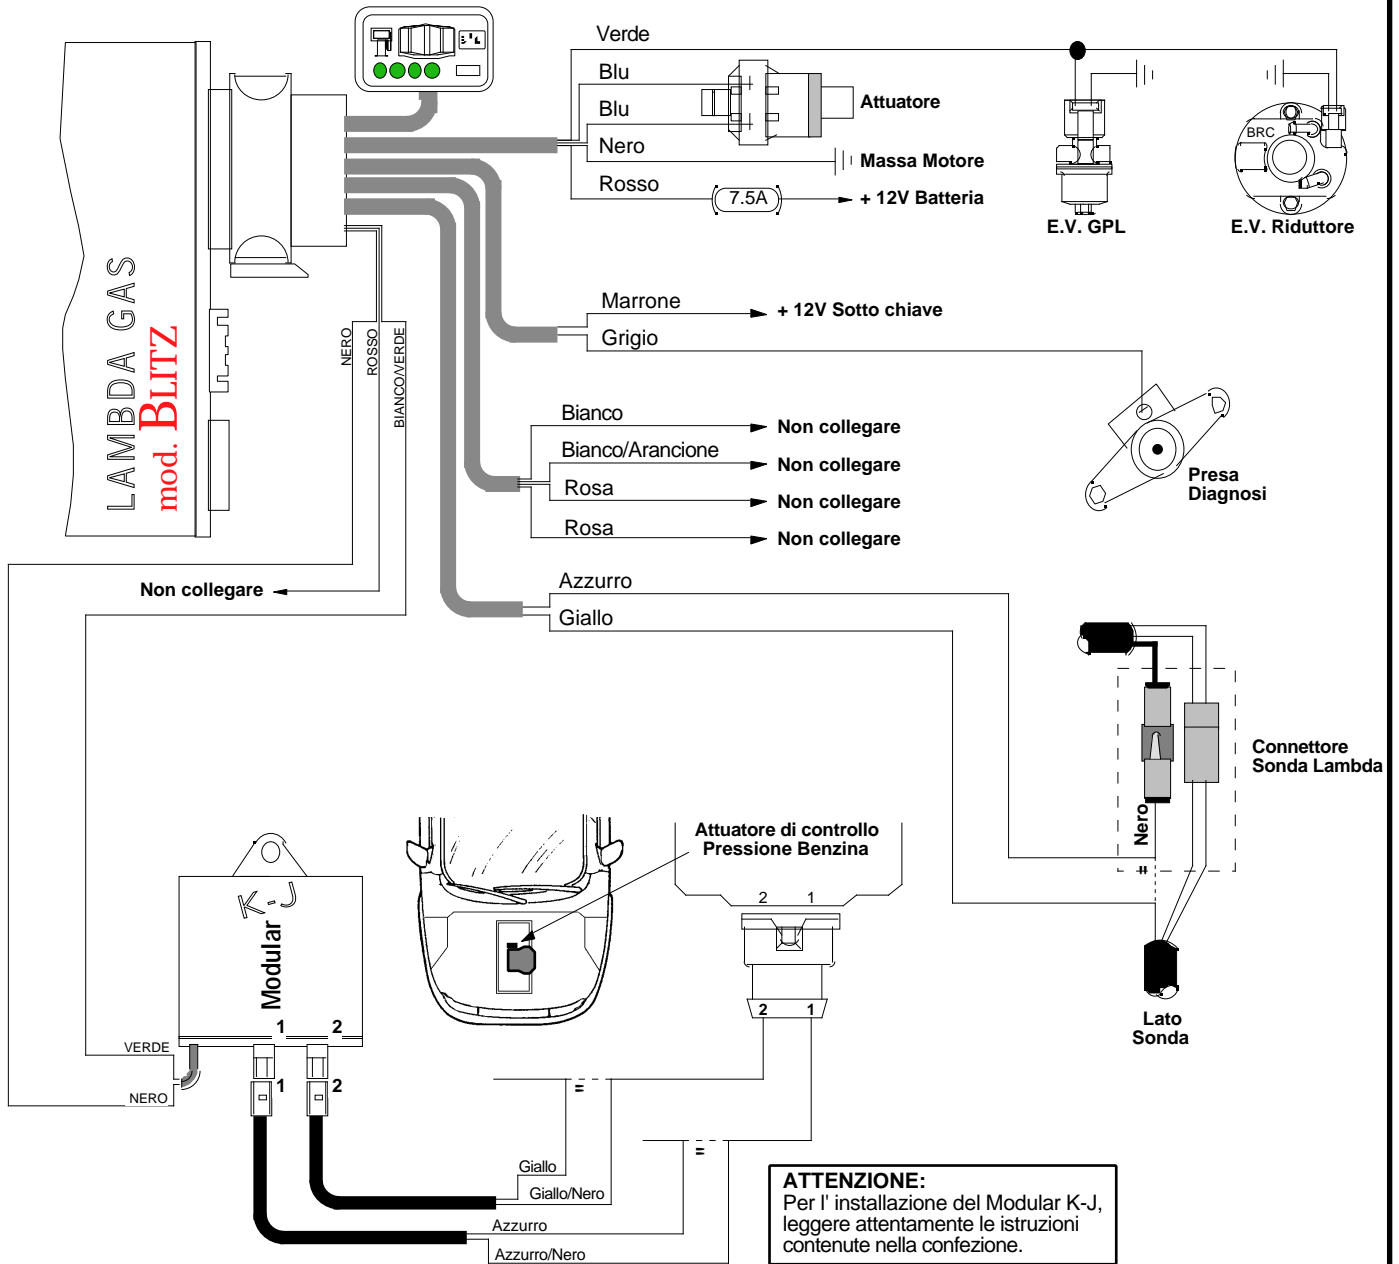 Verde
Blu
Blu
Nero
Rosso
Attuatore
Massa Motore
7.5A
+ 12V Batteria
BRC
E.V. GPL
E.V. Riduttore
LAMBDA GAS
mod. BLITZ
NERO
ROSSO
BIANCO/VERDE
Marrone
+ 12V Sotto chiave
Grigio
Presa
Diagnosi
Bianco
Non collegare
Bianco/Arancione
Non collegare
Rosa
Non collegare
Rosa
Non collegare
Non collegare
Azzurro
Giallo
Connettore
Sonda Lambda
Nero
Lato
Sonda
Attuatore di controllo
Pressione Benzina
2 1
2 1
K-J
Modular
1 2
1 2
VERDE
NERO
=
=
=
Giallo
Giallo/Nero
Azzurro
Azzurro/Nero
ATTENZIONE:
Per l' installazione del Modular K-J,
leggere attentamente le istruzioni
contenute nella confezione.